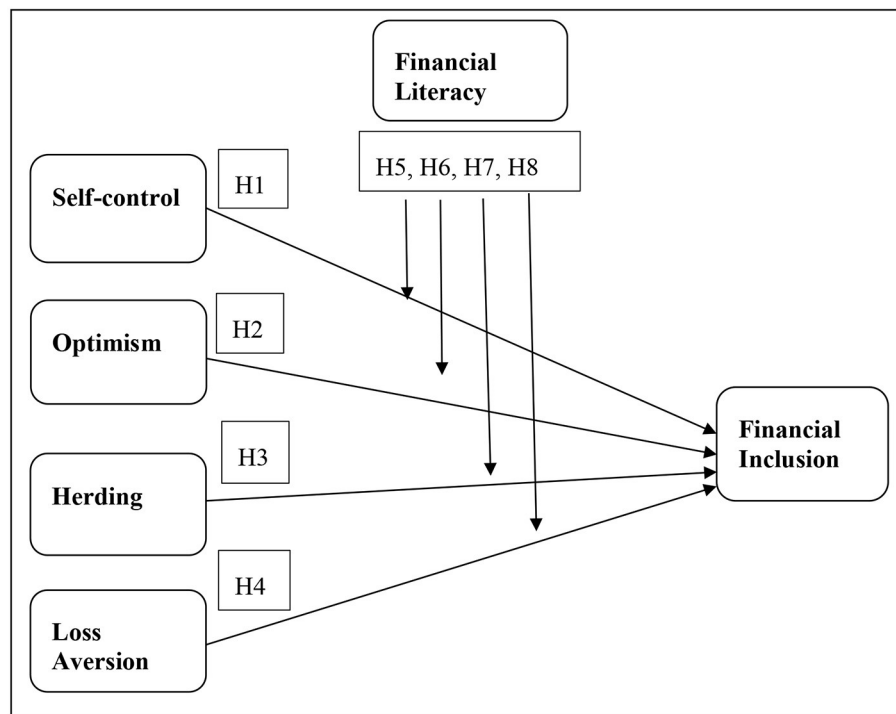 Financial
Literacy
H5, H6, H7, H8
H1
Self-control
H2
Optimism
H3
Herding
Financial
Inclusion
H4
Loss
Aversion